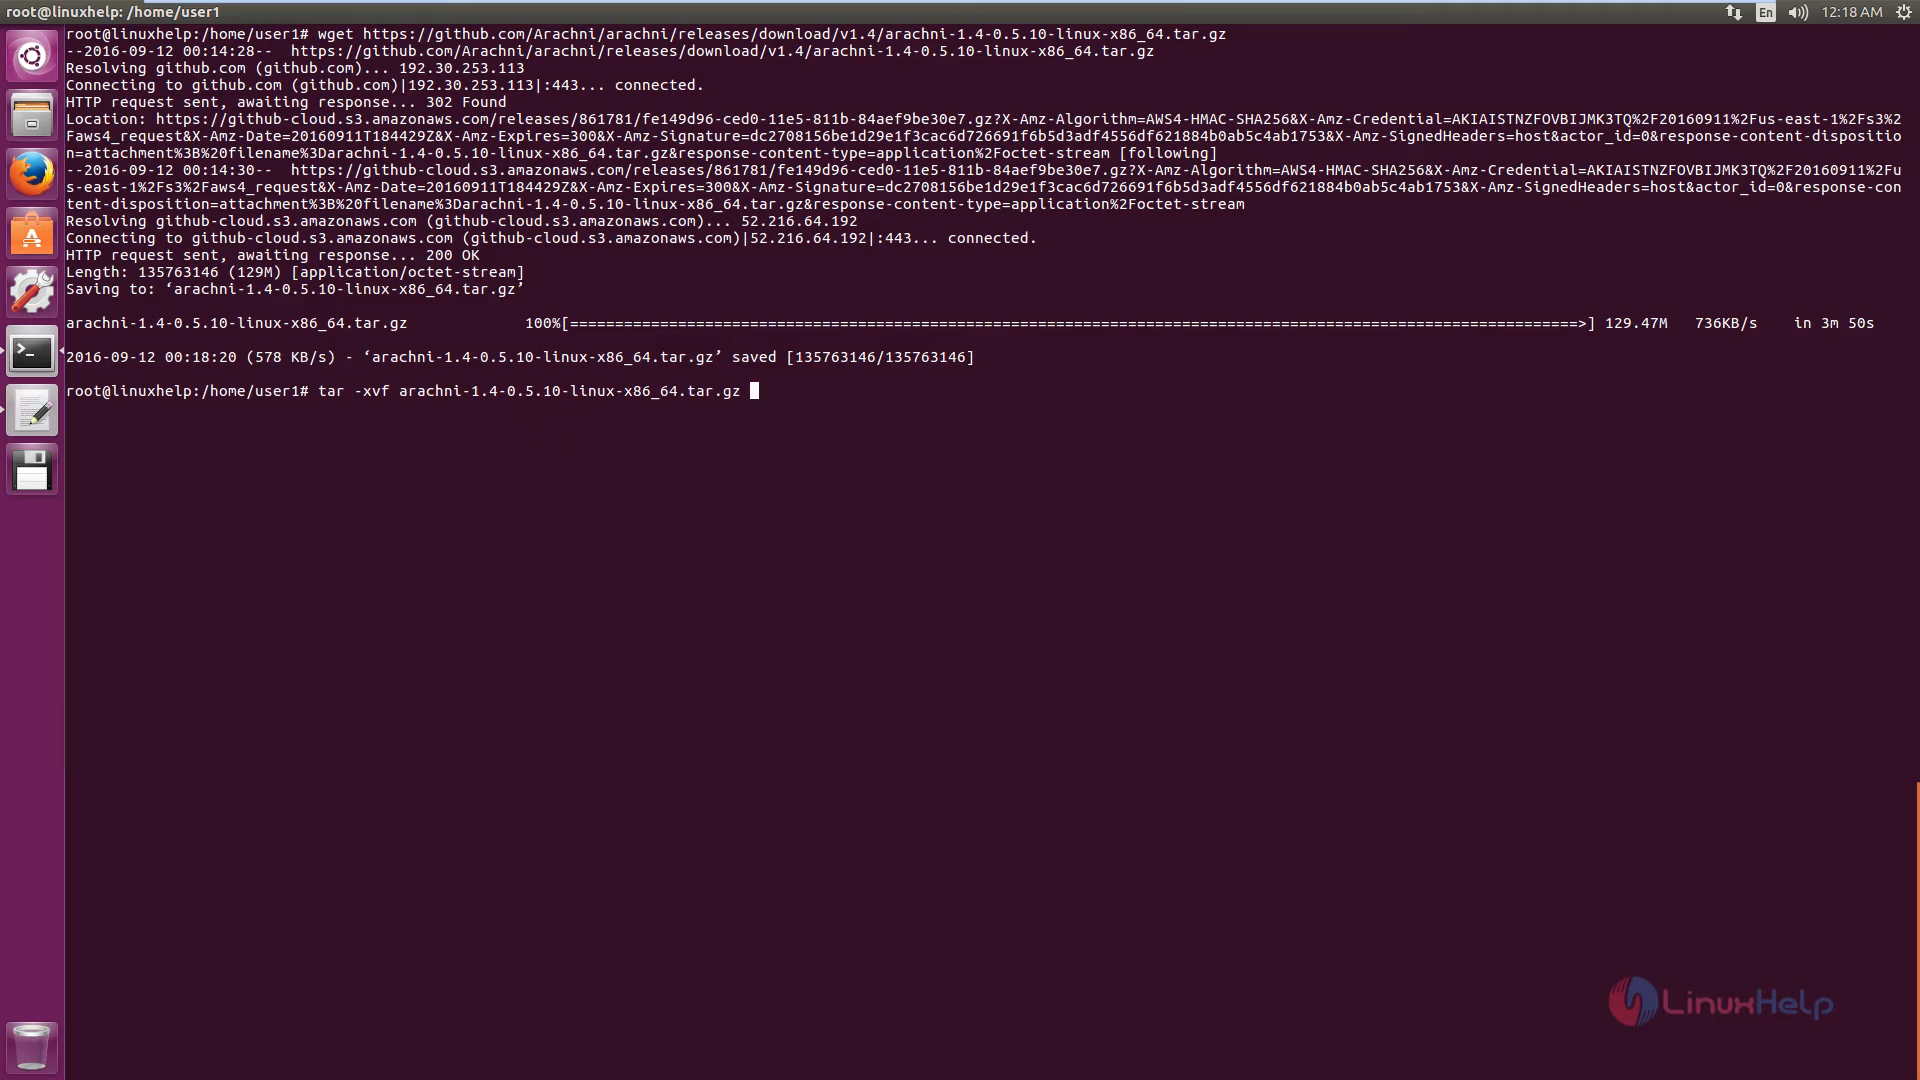 root@linuxhelp: /home/user1
En
12:18 AM
root@linuxhelp:/home/user1# wget https://github.com/Arachni/arachni/releases/download/v1.4/arachni-1.4-0.5.10-linux-x86_64.tar.gz
--2016-09-12 00:14:28--  https://github.com/Arachni/arachni/releases/download/v1.4/arachni-1.4-0.5.10-linux-x86_64.tar.gz
Resolving github.com (github.com)... 192.30.253.113
Connecting to github.com (github.com)|192.30.253.113|:443... connected.
HTTP request sent, awaiting response... 302 Found
Location: https://github-cloud.s3.amazonaws.com/releases/861781/fe149d96-ced0-11e5-811b-84aef9be30e7.gz?X-Amz-Algorithm=AWS4-HMAC-SHA256&X-Amz-Credential=AKIAISTNZFOVBIJMK3TQ%2F20160911%2Fus-east-1%2Fs3%2
Faws4_request&X-Amz-Date=20160911T184429Z&X-Amz-Expires=300&X-Amz-Signature=dc2708156be1d29e1f3cac6d726691f6b5d3adf4556df621884b0ab5c4ab1753&X-Amz-SignedHeaders=host&actor_id=0&response-content-dispositio
n=attachment%3B%20filename%3Darachni-1.4-0.5.10-linux-x86_64.tar.gz&response-content-type=application%2Foctet-stream [following]
--2016-09-12 00:14:30--  https://github-cloud.s3.amazonaws.com/releases/861781/fe149d96-ced0-11e5-811b-84aef9be30e7.gz?X-Amz-Algorithm=AWS4-HMAC-SHA256&X-Amz-Credential=AKIAISTNZFOVBIJMK3TQ%2F20160911%2Fu
s-east-1%2Fs3%2Faws4_request&X-Amz-Date=20160911T184429Z&X-Amz-Expires=300&X-Amz-Signature=dc2708156be1d29e1f3cac6d726691f6b5d3adf4556df621884b0ab5c4ab1753&X-Amz-SignedHeaders=host&actor_id=0&response-con
tent-disposition=attachment%3B%20filename%3Darachni-1.4-0.5.10-linux-x86_64.tar.gz&response-content-type=application%2Foctet-stream
Resolving github-cloud.s3.amazonaws.com (github-cloud.s3.amazonaws.com)... 52.216.64.192
Connecting to github-cloud.s3.amazonaws.com (github-cloud.s3.amazonaws.com)|52.216.64.192|:443... connected.
HTTP request sent, awaiting response... 200 OK
Length: 135763146 (129M) [application/octet-stream]
Saving to: ‘arachni-1.4-0.5.10-linux-x86_64.tar.gz’
arachni-1.4-0.5.10-linux-x86_64.tar.gz             100%[================================================================================================================>] 129.47M   736KB/s    in 3m 50s
2016-09-12 00:18:20 (578 KB/s) - ‘arachni-1.4-0.5.10-linux-x86_64.tar.gz’ saved [135763146/135763146]
root@linuxhelp:/home/user1# tar -xvf arachni-1.4-0.5.10-linux-x86_64.tar.gz
LinuxHelp